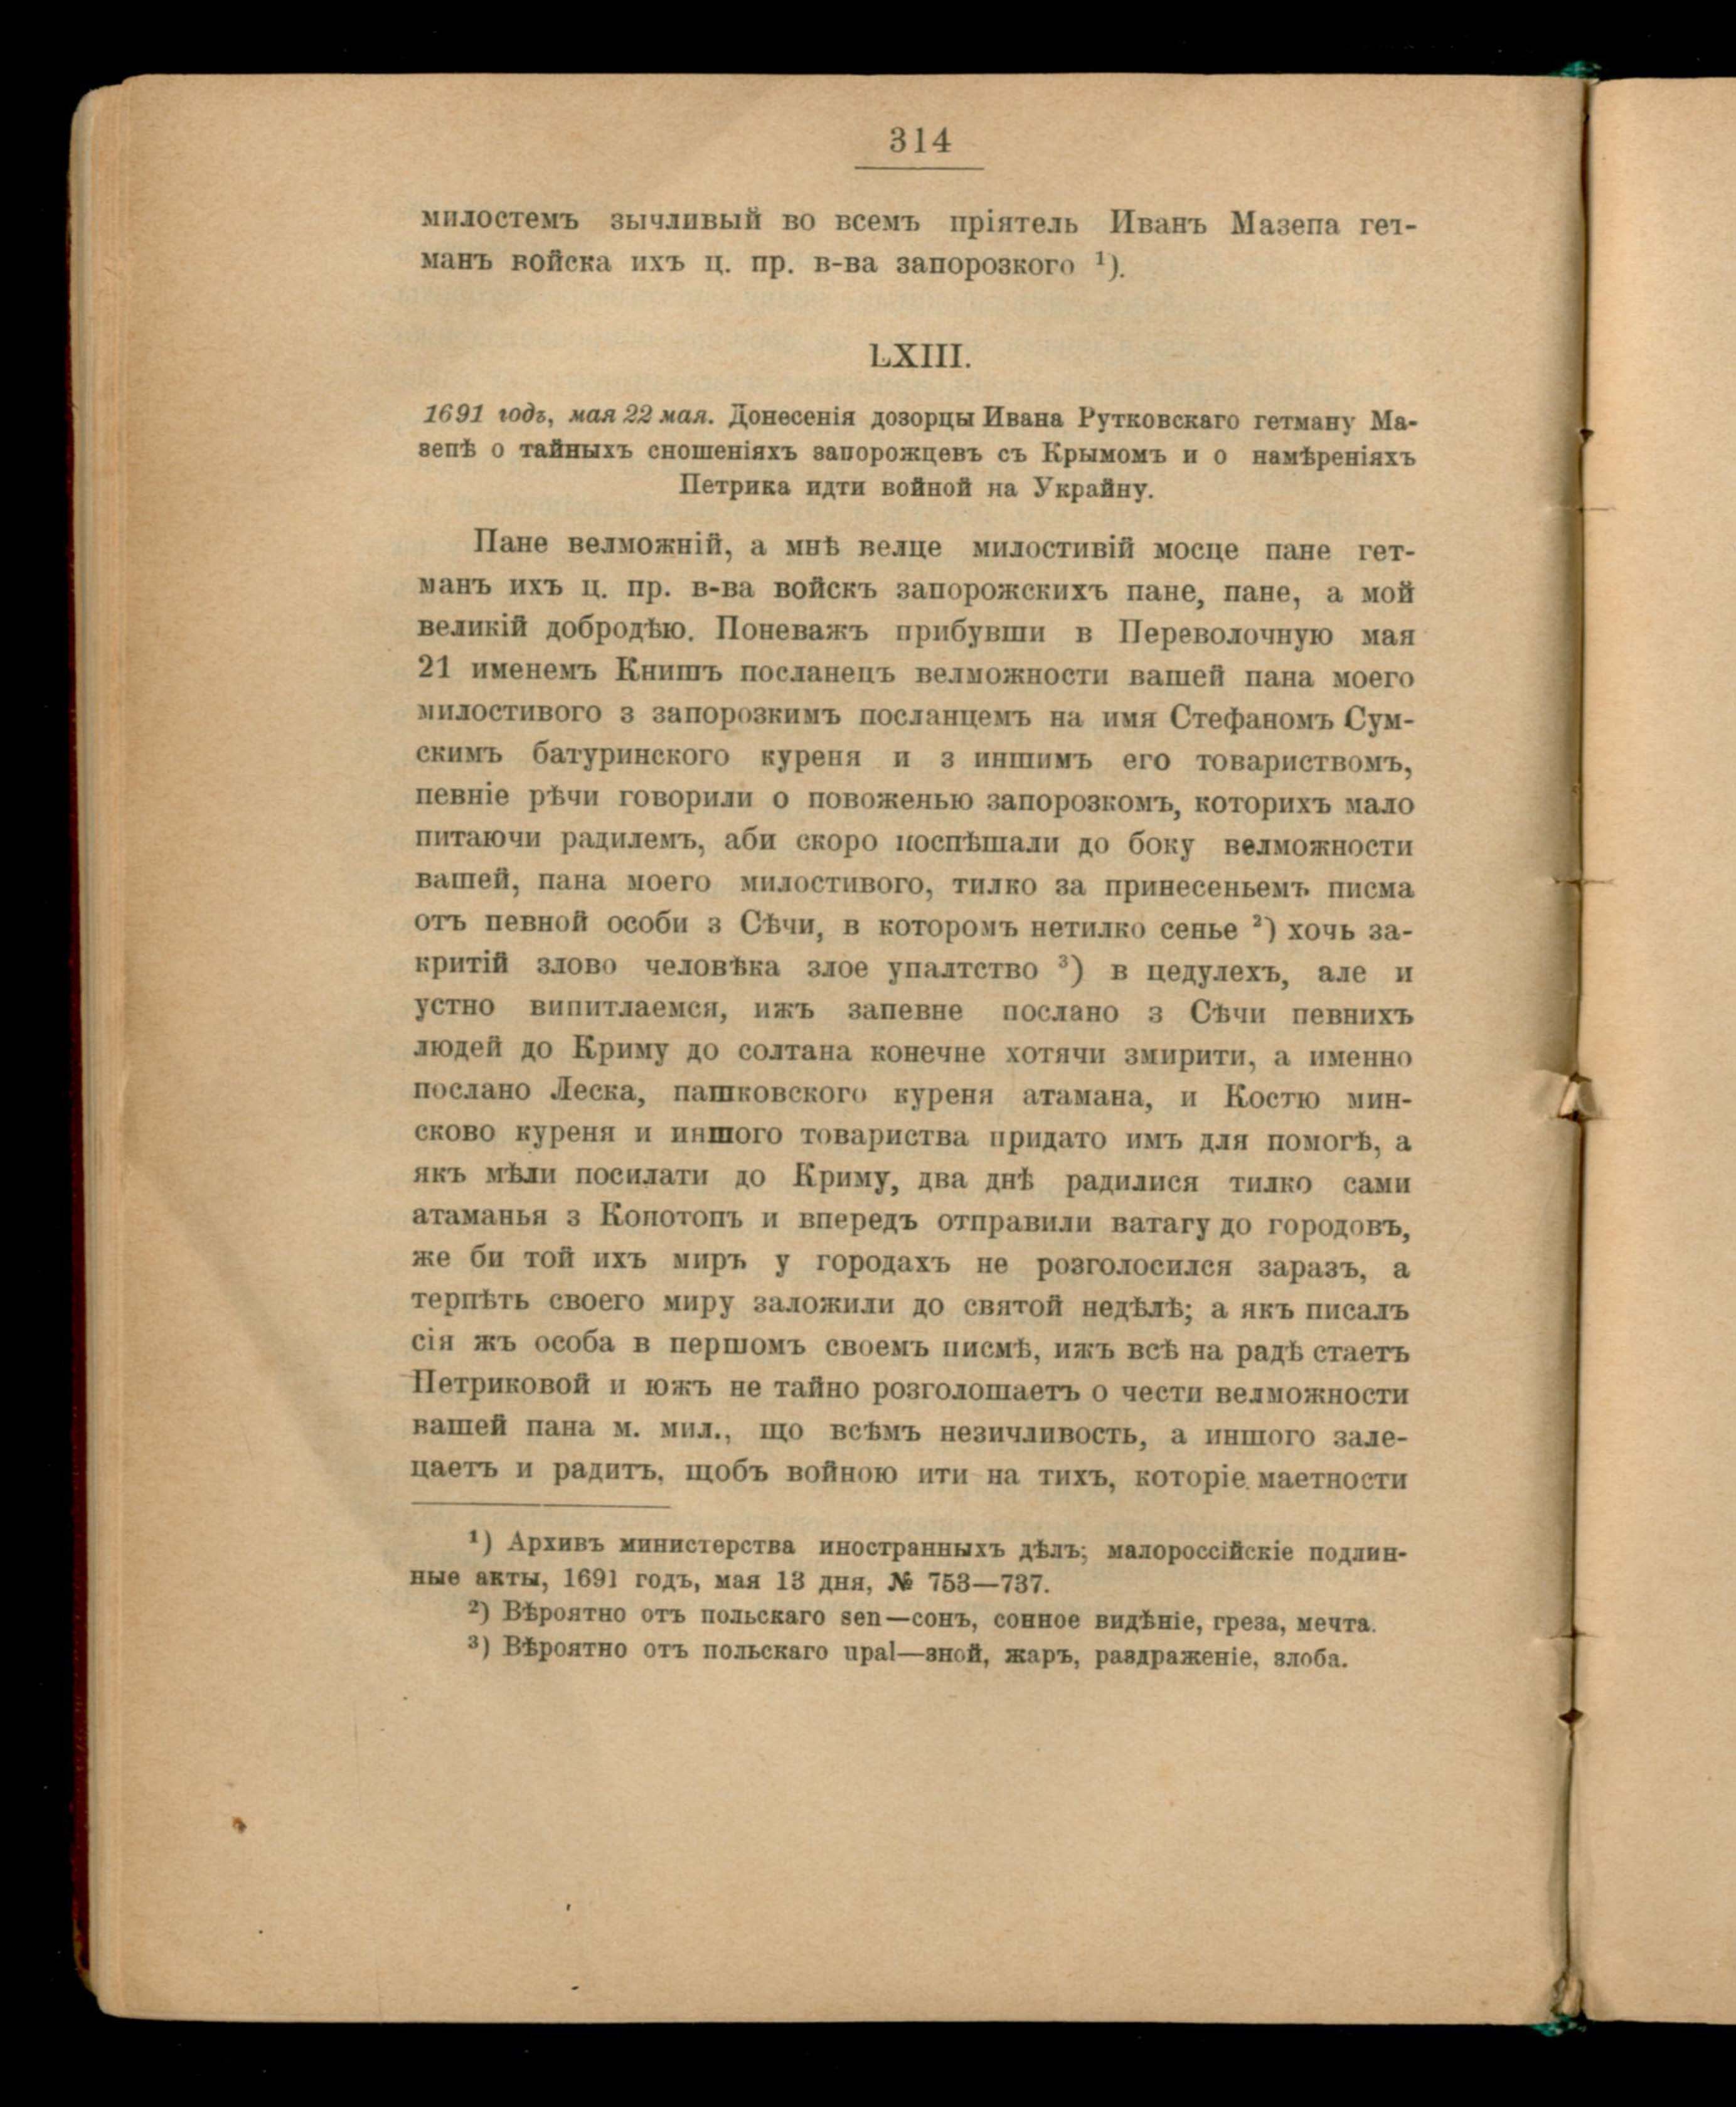 314
милостемъ зычливый во всемъ пріятель Иванъ Мазепа гет-
манъ войска ихъ ц. пр. в-ва запорозкого ¹).
LXIII.
1691 годъ, мая 22 мая. Донесенія дозорцы Ивана Рутковскаго гетману Ма-
зепѣ о тайныхъ сношеніяхъ запорожцевъ съ Крымомъ и о намѣреніяхъ
Петрика идти войной на Украйну.
Пане велможній, а мнѣ велце милостивій мосце пане гет-
манъ ихъ ц. пр. в-ва войскъ запорожскихъ пане, пане, а мой
великій добродѣю. Поневажъ прибувши в Переволочную мая
21 именемъ Книшъ посланецъ велможности вашей пана моего
милостивого з запорозкимъ посланцемъ на имя Стефаномъ Сум-
скимъ батуринского куреня и з иншимъ его товариствомъ,
певніе рѣчи говорили о повоженью запорозкомъ, которихъ мало
питаючи радилемъ, аби скоро поспѣшали до боку велможности
вашей, пана моего милостивого, тилко за принесеньемъ писма
отъ певной особи з Сѣчи, в которомъ нетилко сенье ²) хочь за-
критій злово человѣка злое упалтство ³) в цедулехъ, але и
устно випитлаемся, ижъ запевне послано з Сѣчи певнихъ
людей до Криму до солтана конечне хотячи змирити, а именно
послано Леска, пашковского куреня атамана, и Костю мин-
сково куреня и иншого товариства придато имъ для помогѣ, а
якъ мѣли посилати до Криму, два днѣ радилися тилко сами
атаманья з Копотопъ и впередъ отправили ватагу до городовъ,
же би той ихъ миръ у городахъ не розголосился заразъ, а
терпѣть своего миру заложили до святой недѣлѣ; а якъ писалъ
сія жъ особа в першомъ своемъ писмѣ, ижъ всѣ на радѣ стаетъ
Петриковой и южъ не тайно розголошаетъ о чести велможности
вашей пана м. мил., що всѣмъ незичливость, а иншого зале-
цаетъ и радитъ, щобъ войною ити на тихъ, которіе маетности
¹) Архивъ министерства иностранныхъ дѣлъ; малороссійскіе подлин-
ные акты, 1691 годъ, мая 13 дня, № 753—737.
²) Вѣроятно отъ польскаго sen—сонъ, сонное видѣніе, греза, мечта.
³) Вѣроятно отъ польскаго upal—зной, жаръ, раздраженіе, злоба.